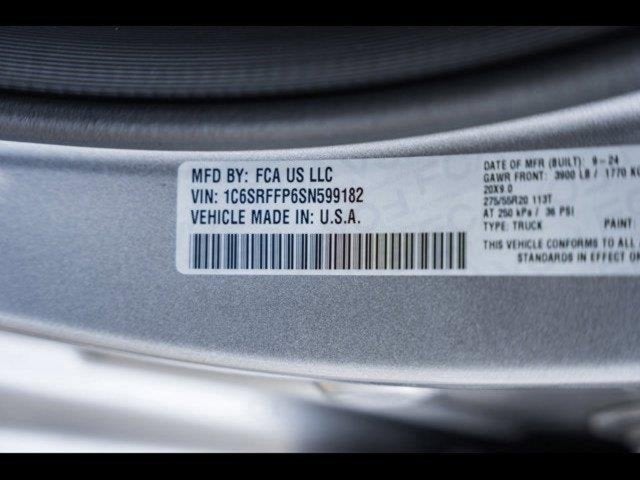 MFD BY: FCA US LLC
VIN: 1C6SRFFP6SN599182
VEHICLE MADE IN: U.S.A.
DATE OF MFR (BUILT): 9-24
GAWR FRONT: 3900 LB / 1770 KG
20X9.0
275/55R20 113T
AT 250 kPa / 36 PSI
TYPE: TRUCK PAINT:
THIS VEHICLE CONFORMS TO ALL
STANDARDS IN EFFECT ON